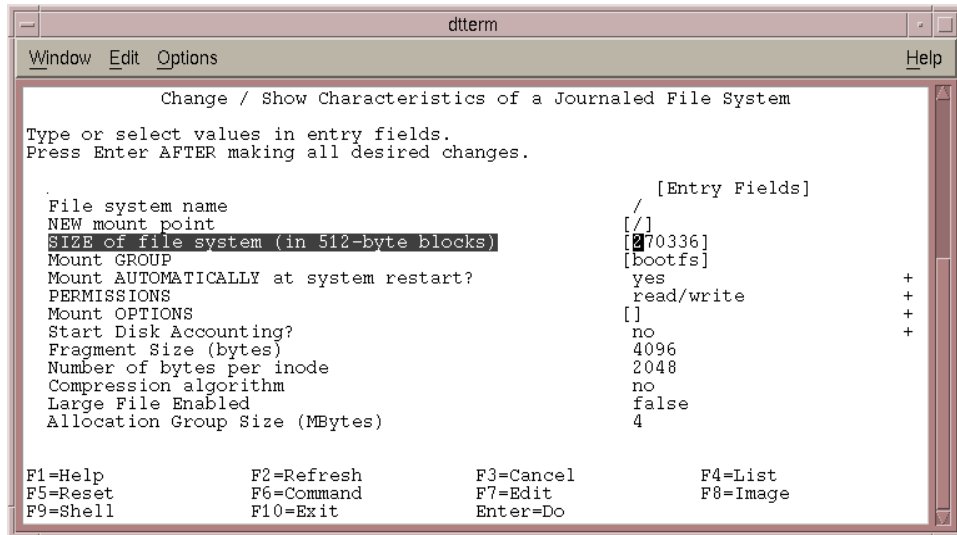 dtterm
Window Edit Options Help
Change / Show Characteristics of a Journaled File System
Type or select values in entry fields.
Press Enter AFTER making all desired changes.
[Entry Fields]
File system name /
NEW mount point [/]
SIZE of file system (in 512-byte blocks) [270336]
Mount GROUP [bootfs]
Mount AUTOMATICALLY at system restart? yes +
PERMISSIONS read/write +
Mount OPTIONS [] +
Start Disk Accounting? no +
Fragment Size (bytes) 4096
Number of bytes per inode 2048
Compression algorithm no
Large File Enabled false
Allocation Group Size (MBytes) 4
F1=Help F2=Refresh F3=Cancel F4=List
F5=Reset F6=Command F7=Edit F8=Image
F9=Shell F10=Exit Enter=Do